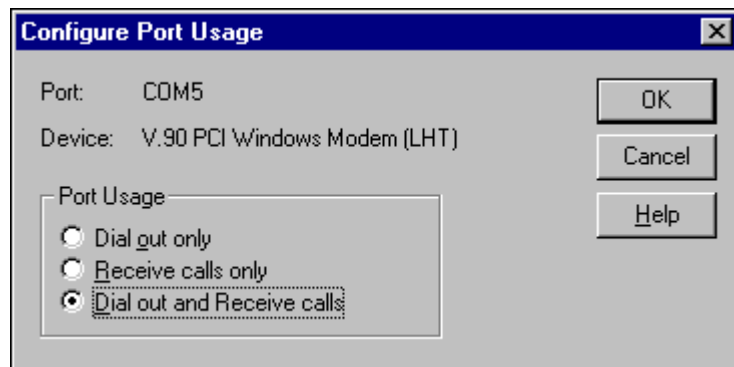 Configure Port Usage
Port: COM5
Device: V.90 PCI Windows Modem (LHT)
Port Usage
Dial out only
Receive calls only
Dial out and Receive calls
OK
Cancel
Help